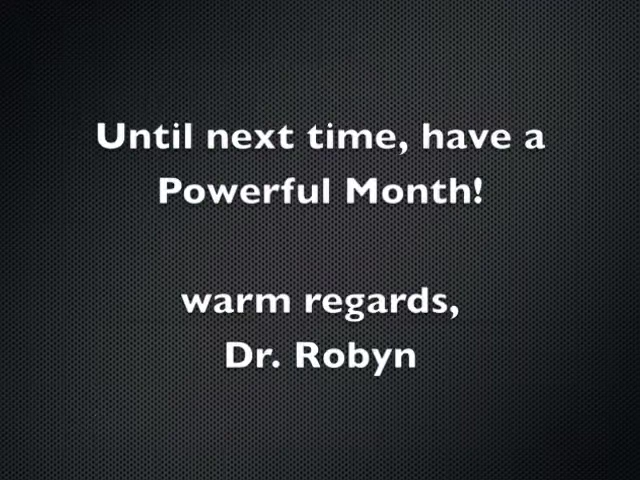 Until next time, have a
Powerful Month!
warm regards,
Dr. Robyn